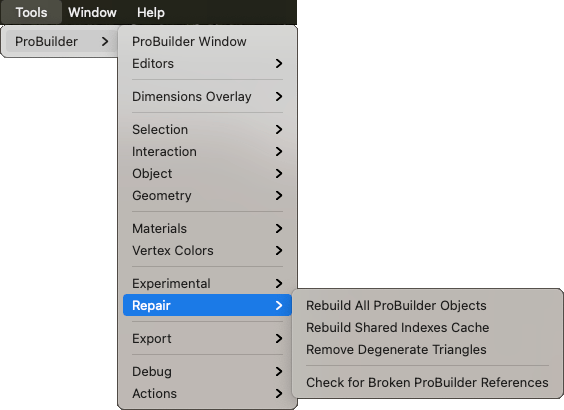 Tools Window Help
ProBuilder
ProBuilder Window
Editors
Dimensions Overlay
Selection
Interaction
Object
Geometry
Materials
Vertex Colors
Experimental
Repair
Rebuild All ProBuilder Objects
Rebuild Shared Indexes Cache
Remove Degenerate Triangles
Check for Broken ProBuilder References
Export
Debug
Actions